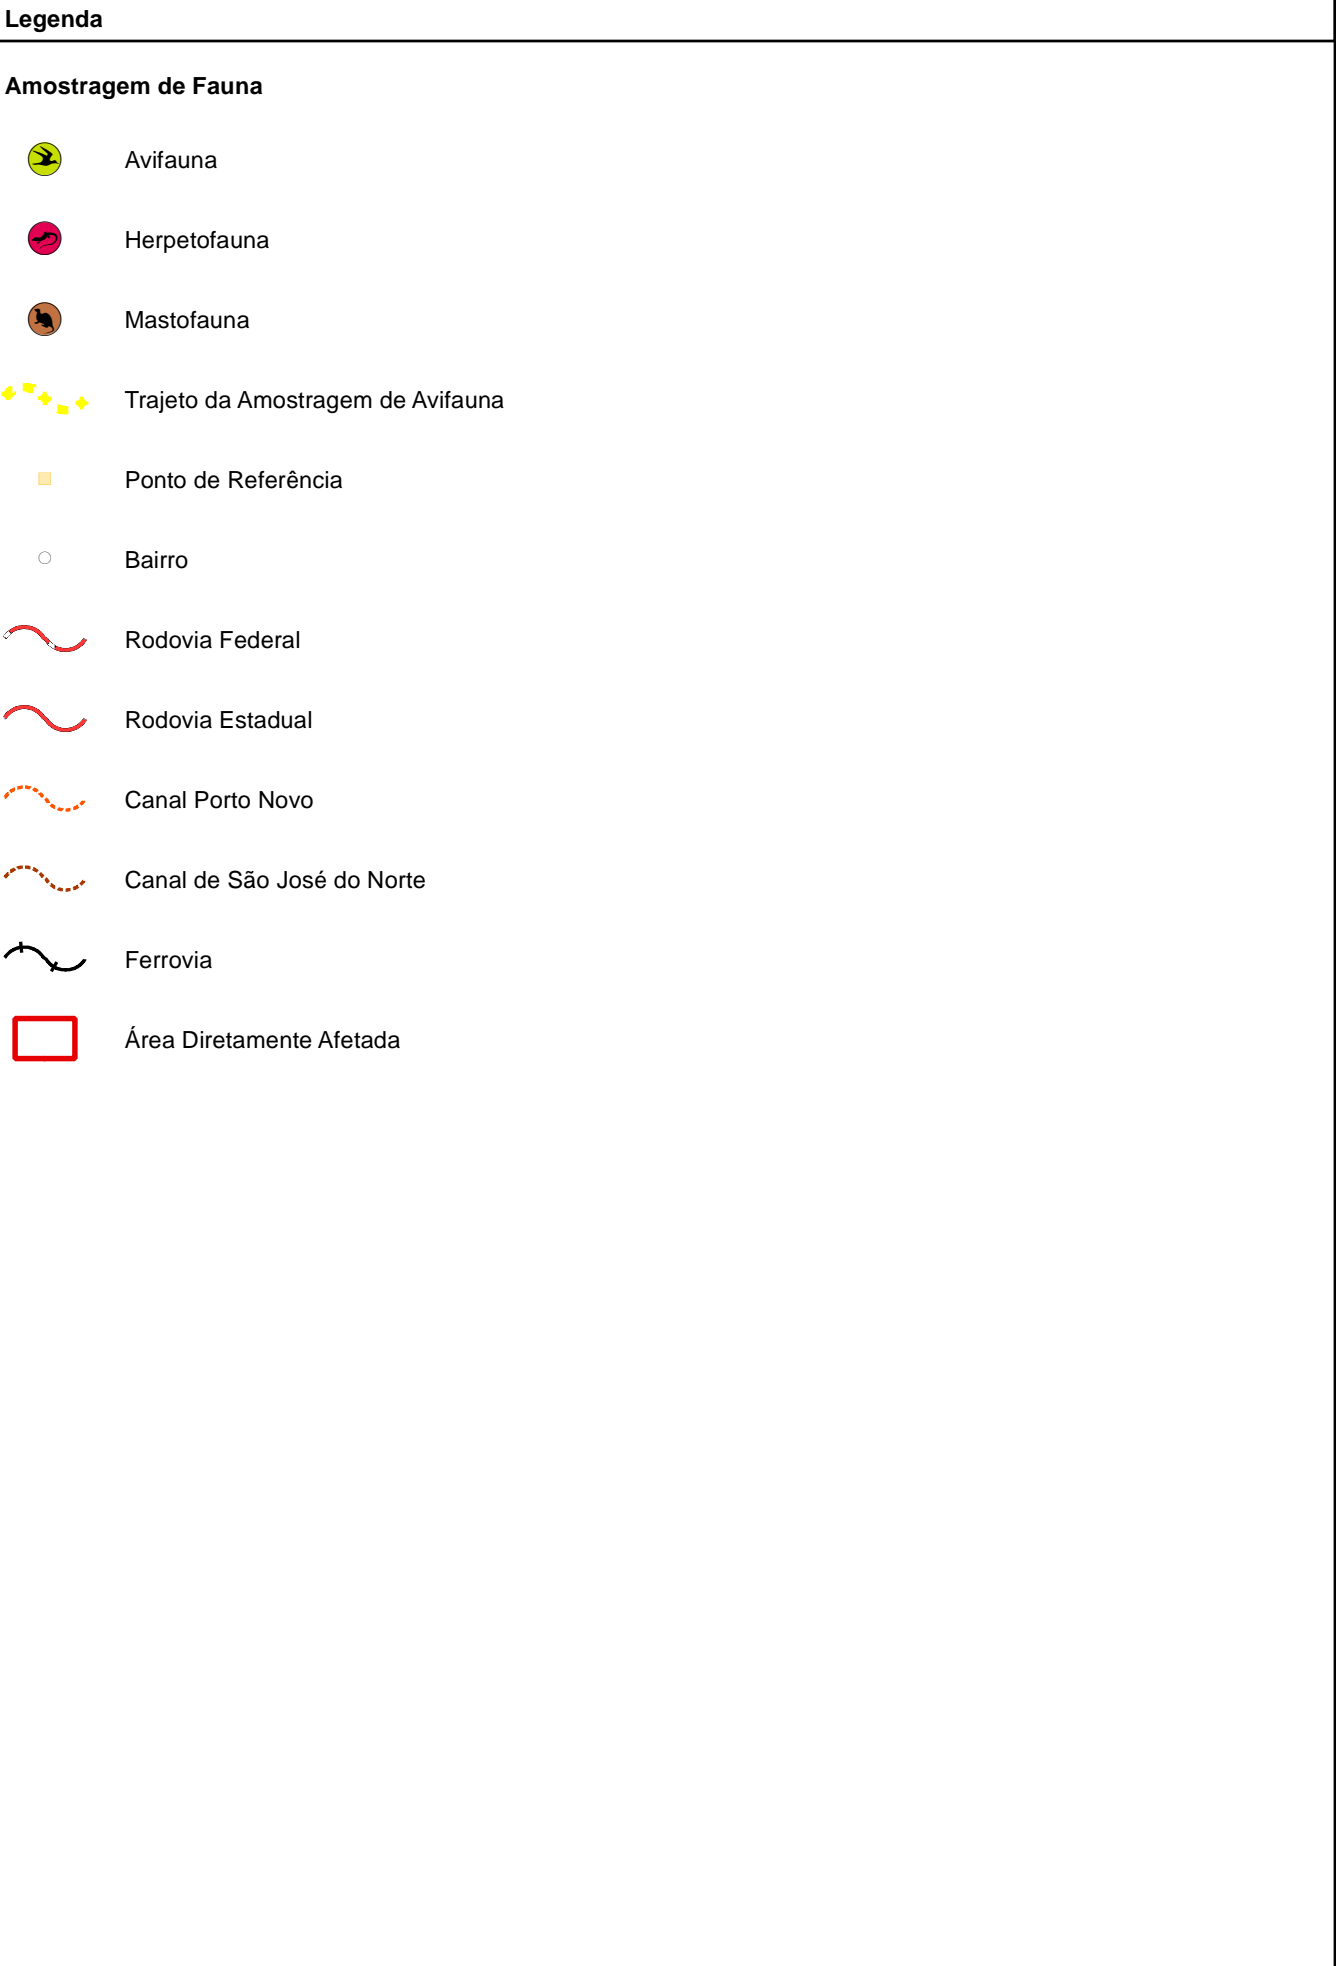 Legenda
Amostragem de Fauna
Avifauna
Herpetofauna
Mastofauna
Trajeto da Amostragem de Avifauna
Ponto de Referência
Bairro
Rodovia Federal
Rodovia Estadual
Canal Porto Novo
Canal de São José do Norte
Ferrovia
Área Diretamente Afetada